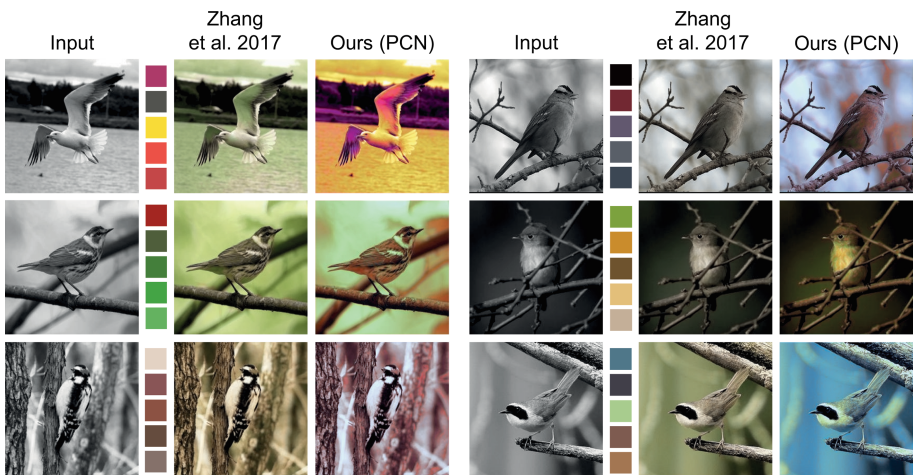 Input
Zhang
et al. 2017
Ours (PCN)
Input
Zhang
et al. 2017
Ours (PCN)